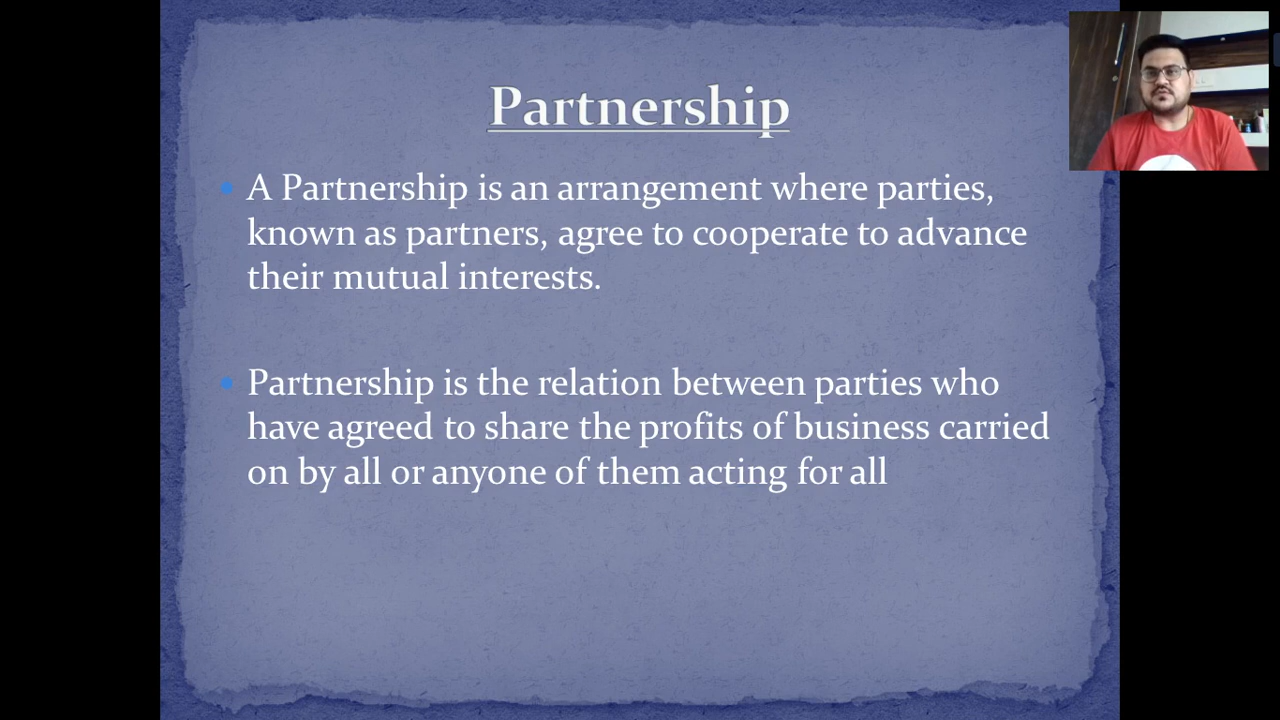 Partnership
A Partnership is an arrangement where parties,
known as partners, agree to cooperate to advance
their mutual interests.
Partnership is the relation between parties who
have agreed to share the profits of business carried
on by all or anyone of them acting for all